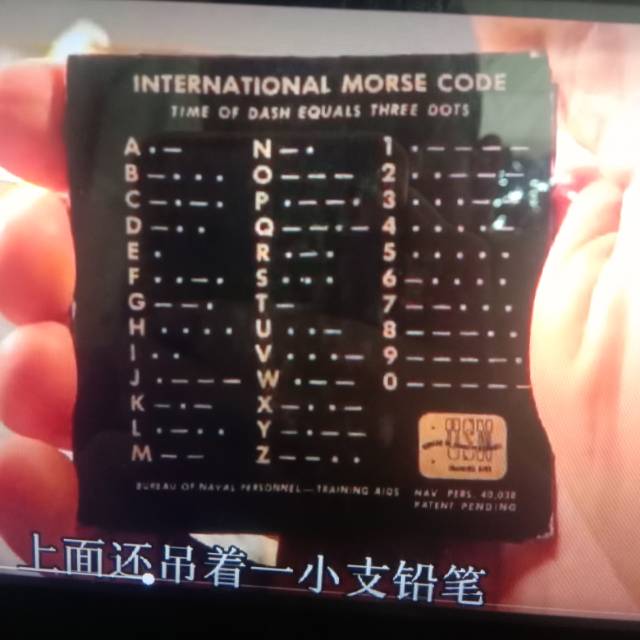 INTERNATIONAL MORSE CODE
TIME OF DASH EQUALS THREE DOTS
A · — N — · 1 · — — — —
B — · · · O — — — 2 · · — — —
C — · — · P · — — · 3 · · · — —
D — · · Q — — · — 4 · · · · —
E · R · — · 5 · · · · ·
F · · — · S · · · 6 — · · · ·
G — — · T — 7 — — · · ·
H · · · · U · · — 8 — — — · ·
I · · V · · · — 9 — — — — ·
J · — — — W · — — 0 — — — — —
K — · — X — · · —
L · — · · Y — · — —
M — — Z — — · ·
USN
BUREAU OF NAVAL PERSONNEL — TRAINING AIDS NAV. PERS. 40,038
PATENT PENDING
上面还吊着一小支铅笔